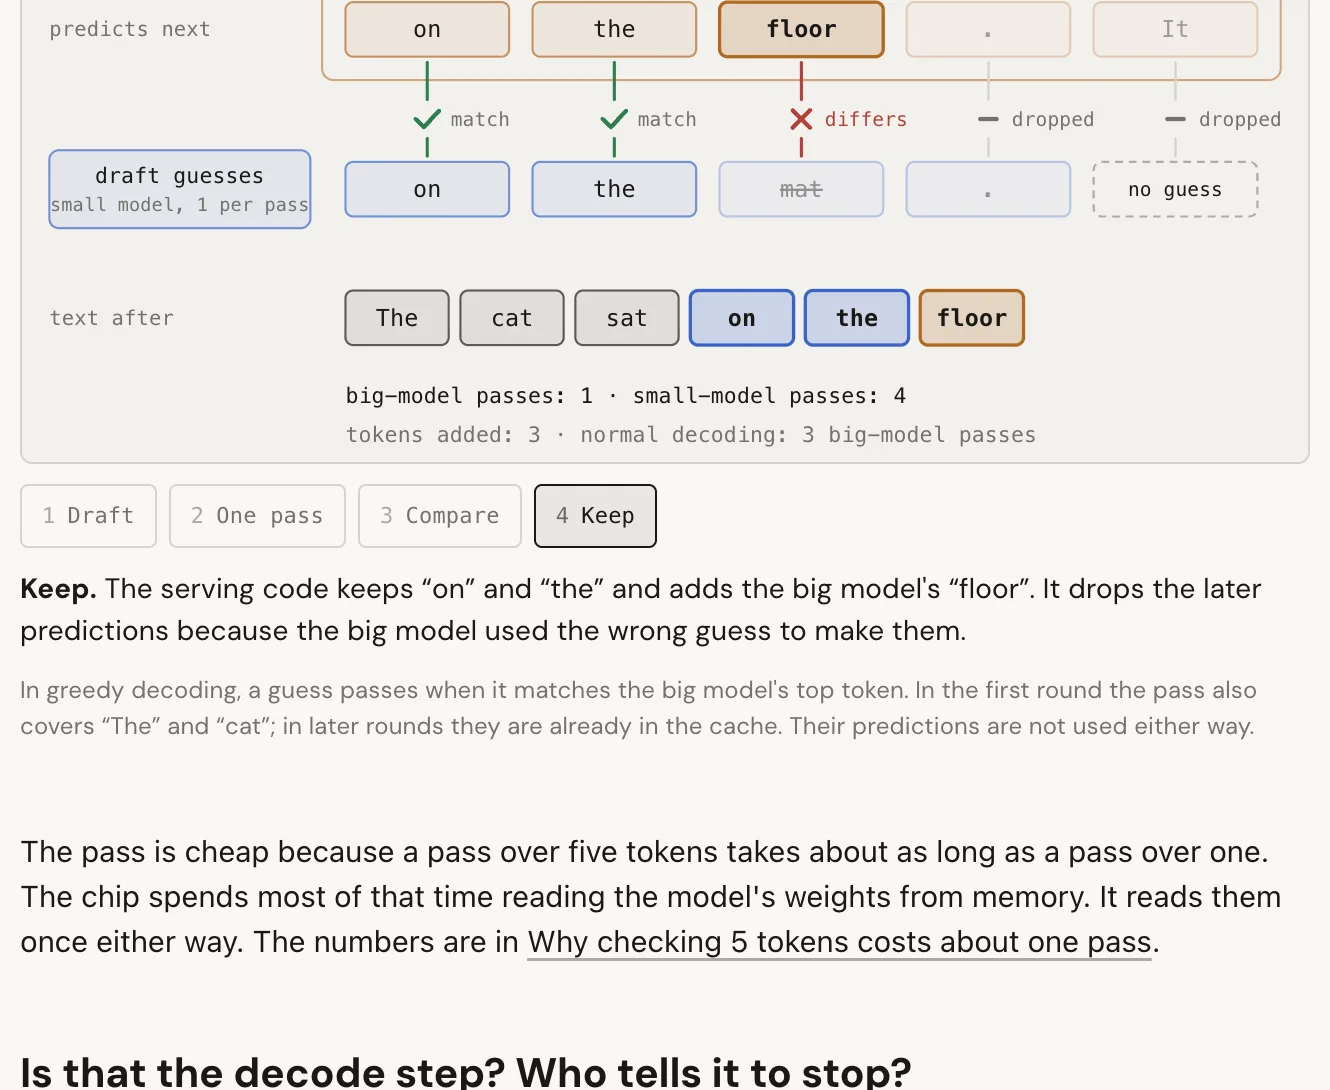 predicts next on the floor . It
match match differs dropped dropped
draft guesses
small model, 1 per pass
on the mat . no guess
text after The cat sat on the floor
big-model passes: 1 · small-model passes: 4
tokens added: 3 · normal decoding: 3 big-model passes
1 Draft 2 One pass 3 Compare 4 Keep
Keep. The serving code keeps “on” and “the” and adds the big model's “floor”. It drops the later
predictions because the big model used the wrong guess to make them.
In greedy decoding, a guess passes when it matches the big model's top token. In the first round the pass also
covers “The” and “cat”; in later rounds they are already in the cache. Their predictions are not used either way.
The pass is cheap because a pass over five tokens takes about as long as a pass over one.
The chip spends most of that time reading the model's weights from memory. It reads them
once either way. The numbers are in Why checking 5 tokens costs about one pass.
Is that the decode step? Who tells it to stop?